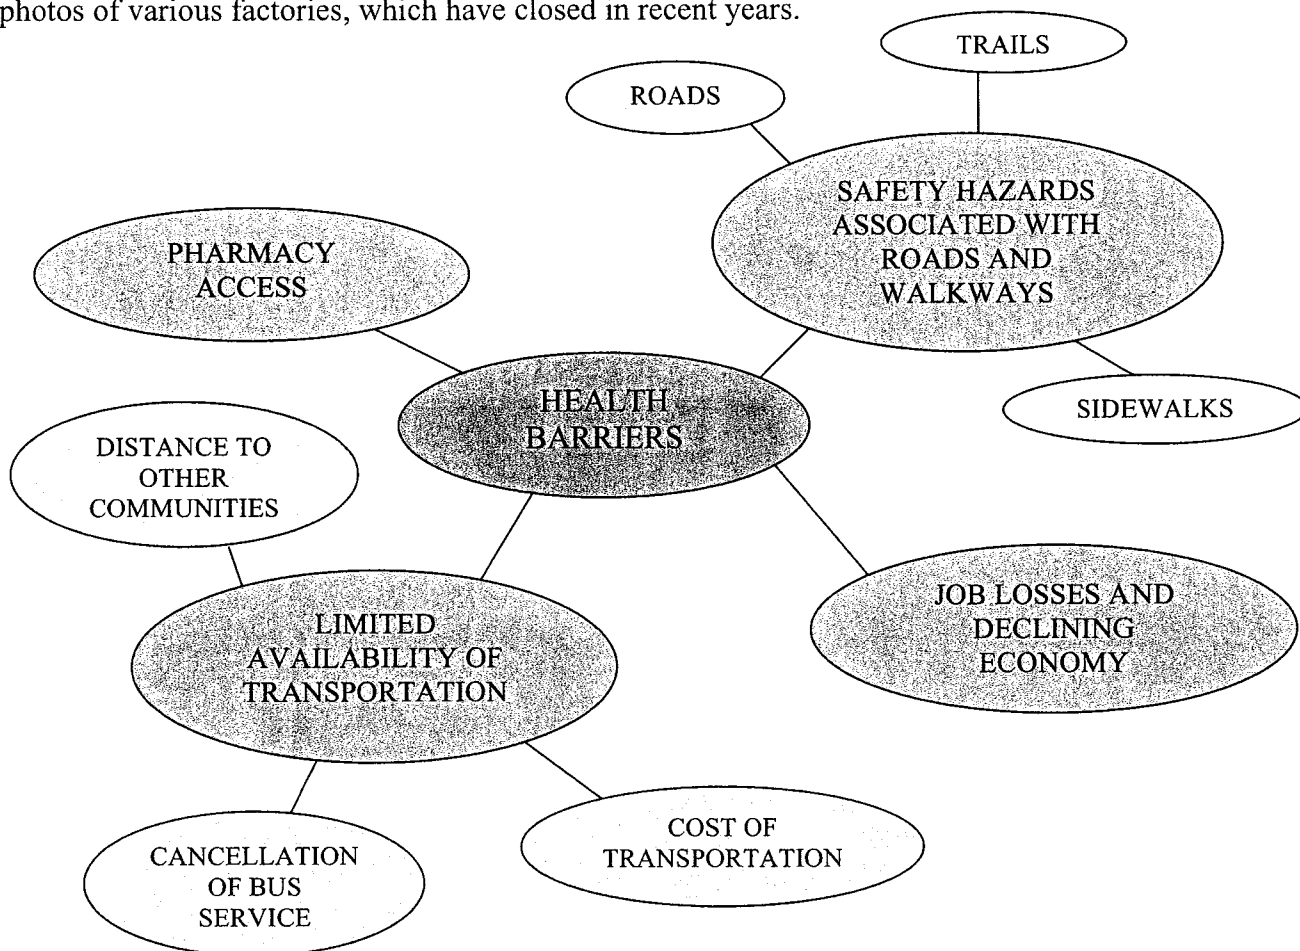 photos of various factories, which have closed in recent years.
TRAILS
ROADS
SAFETY HAZARDS
ASSOCIATED WITH
ROADS AND
WALKWAYS
PHARMACY
ACCESS
HEALTH
BARRIERS
SIDEWALKS
DISTANCE TO
OTHER
COMMUNITIES
JOB LOSSES AND
DECLINING
ECONOMY
LIMITED
AVAILABILITY OF
TRANSPORTATION
COST OF
TRANSPORTATION
CANCELLATION
OF BUS
SERVICE